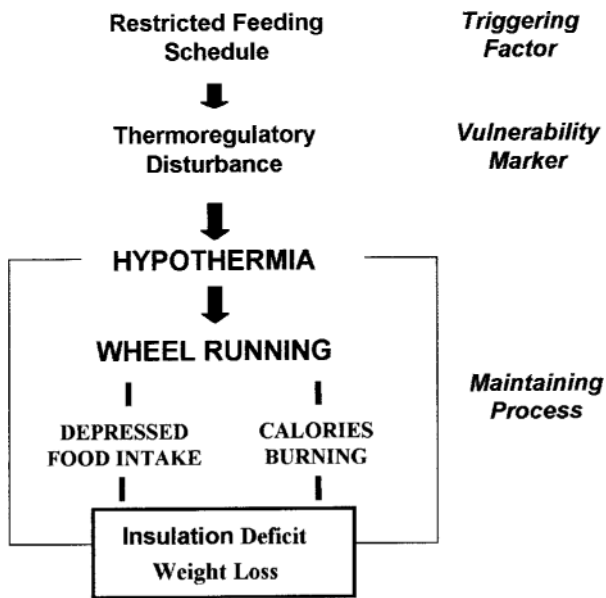 Restricted Feeding
Schedule
Triggering
Factor
Thermoregulatory
Disturbance
Vulnerability
Marker
HYPOTHERMIA
WHEEL RUNNING
Maintaining
Process
DEPRESSED
FOOD INTAKE
CALORIES
BURNING
Insulation Deficit
Weight Loss